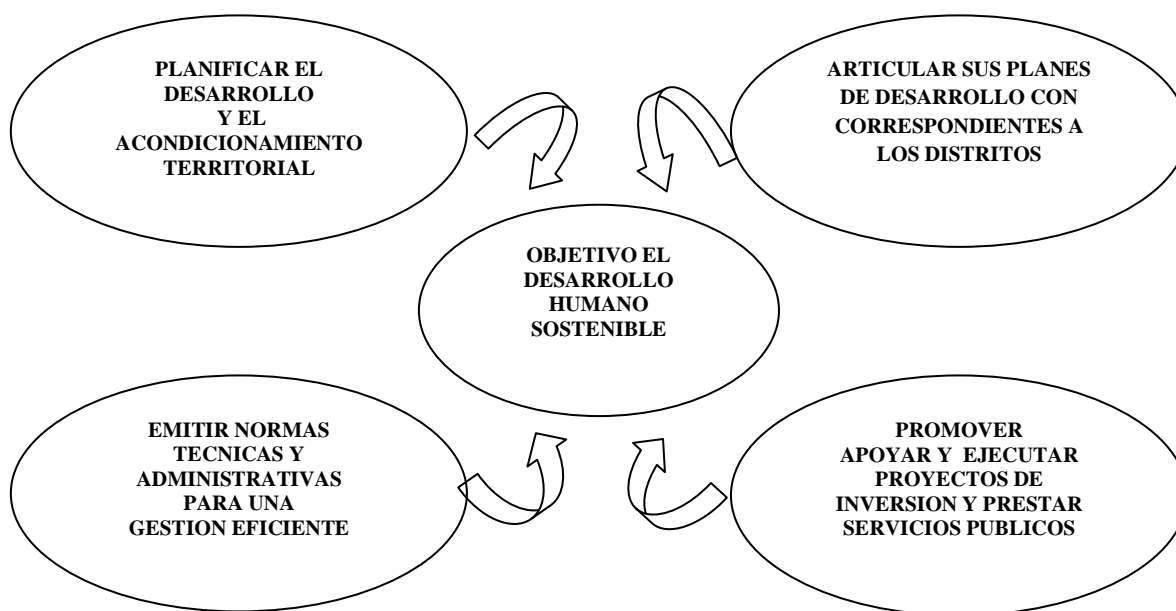 PLANIFICAR EL
DESARROLLO
Y EL
ACONDICIONAMIENTO
TERRITORIAL
ARTICULAR SUS PLANES
DE DESARROLLO CON
CORRESPONDIENTES A
LOS DISTRITOS
OBJETIVO EL
DESARROLLO
HUMANO
SOSTENIBLE
EMITIR NORMAS
TECNICAS Y
ADMINISTRATIVAS
PARA UNA
GESTION EFICIENTE
PROMOVER
APOYAR Y EJECUTAR
PROYECTOS DE
INVERSION Y PRESTAR
SERVICIOS PUBLICOS